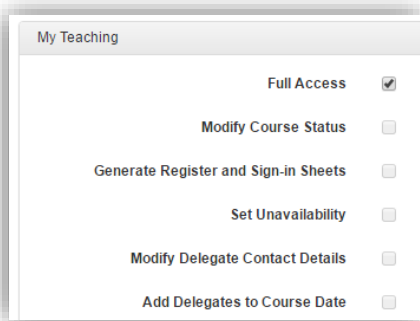 My Teaching
Full Access
Modify Course Status
Generate Register and Sign-in Sheets
Set Unavailability
Modify Delegate Contact Details
Add Delegates to Course Date